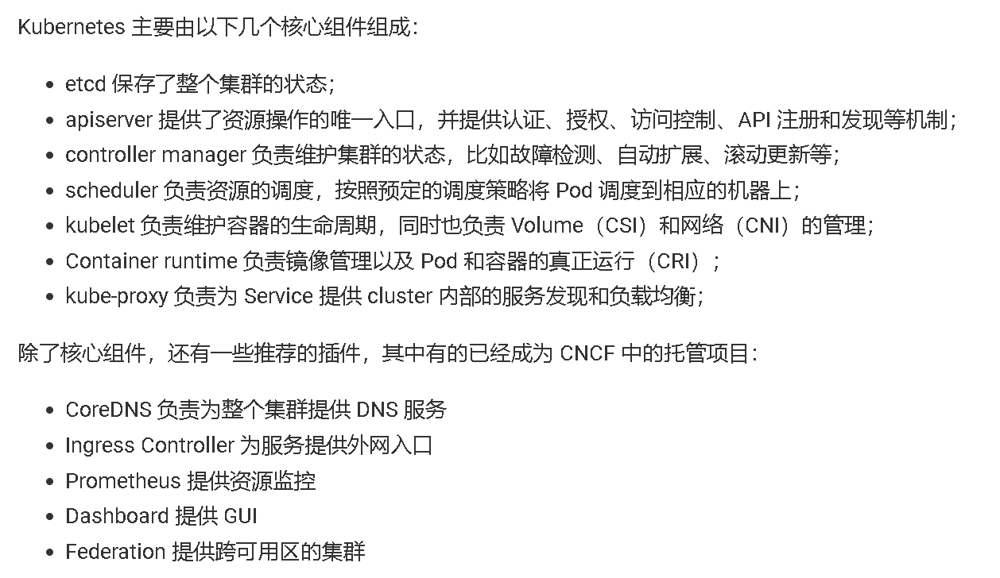 Kubernetes 主要由以下几个核心组件组成：
• etcd 保存了整个集群的状态；
• apiserver 提供了资源操作的唯一入口，并提供认证、授权、访问控制、API 注册和发现等机制；
• controller manager 负责维护集群的状态，比如故障检测、自动扩展、滚动更新等；
• scheduler 负责资源的调度，按照预定的调度策略将 Pod 调度到相应的机器上；
• kubelet 负责维护容器的生命周期，同时也负责 Volume（CSI）和网络（CNI）的管理；
• Container runtime 负责镜像管理以及 Pod 和容器的真正运行（CRI）；
• kube-proxy 负责为 Service 提供 cluster 内部的服务发现和负载均衡；
除了核心组件，还有一些推荐的插件，其中有的已经成为 CNCF 中的托管项目：
• CoreDNS 负责为整个集群提供 DNS 服务
• Ingress Controller 为服务提供外网入口
• Prometheus 提供资源监控
• Dashboard 提供 GUI
• Federation 提供跨可用区的集群